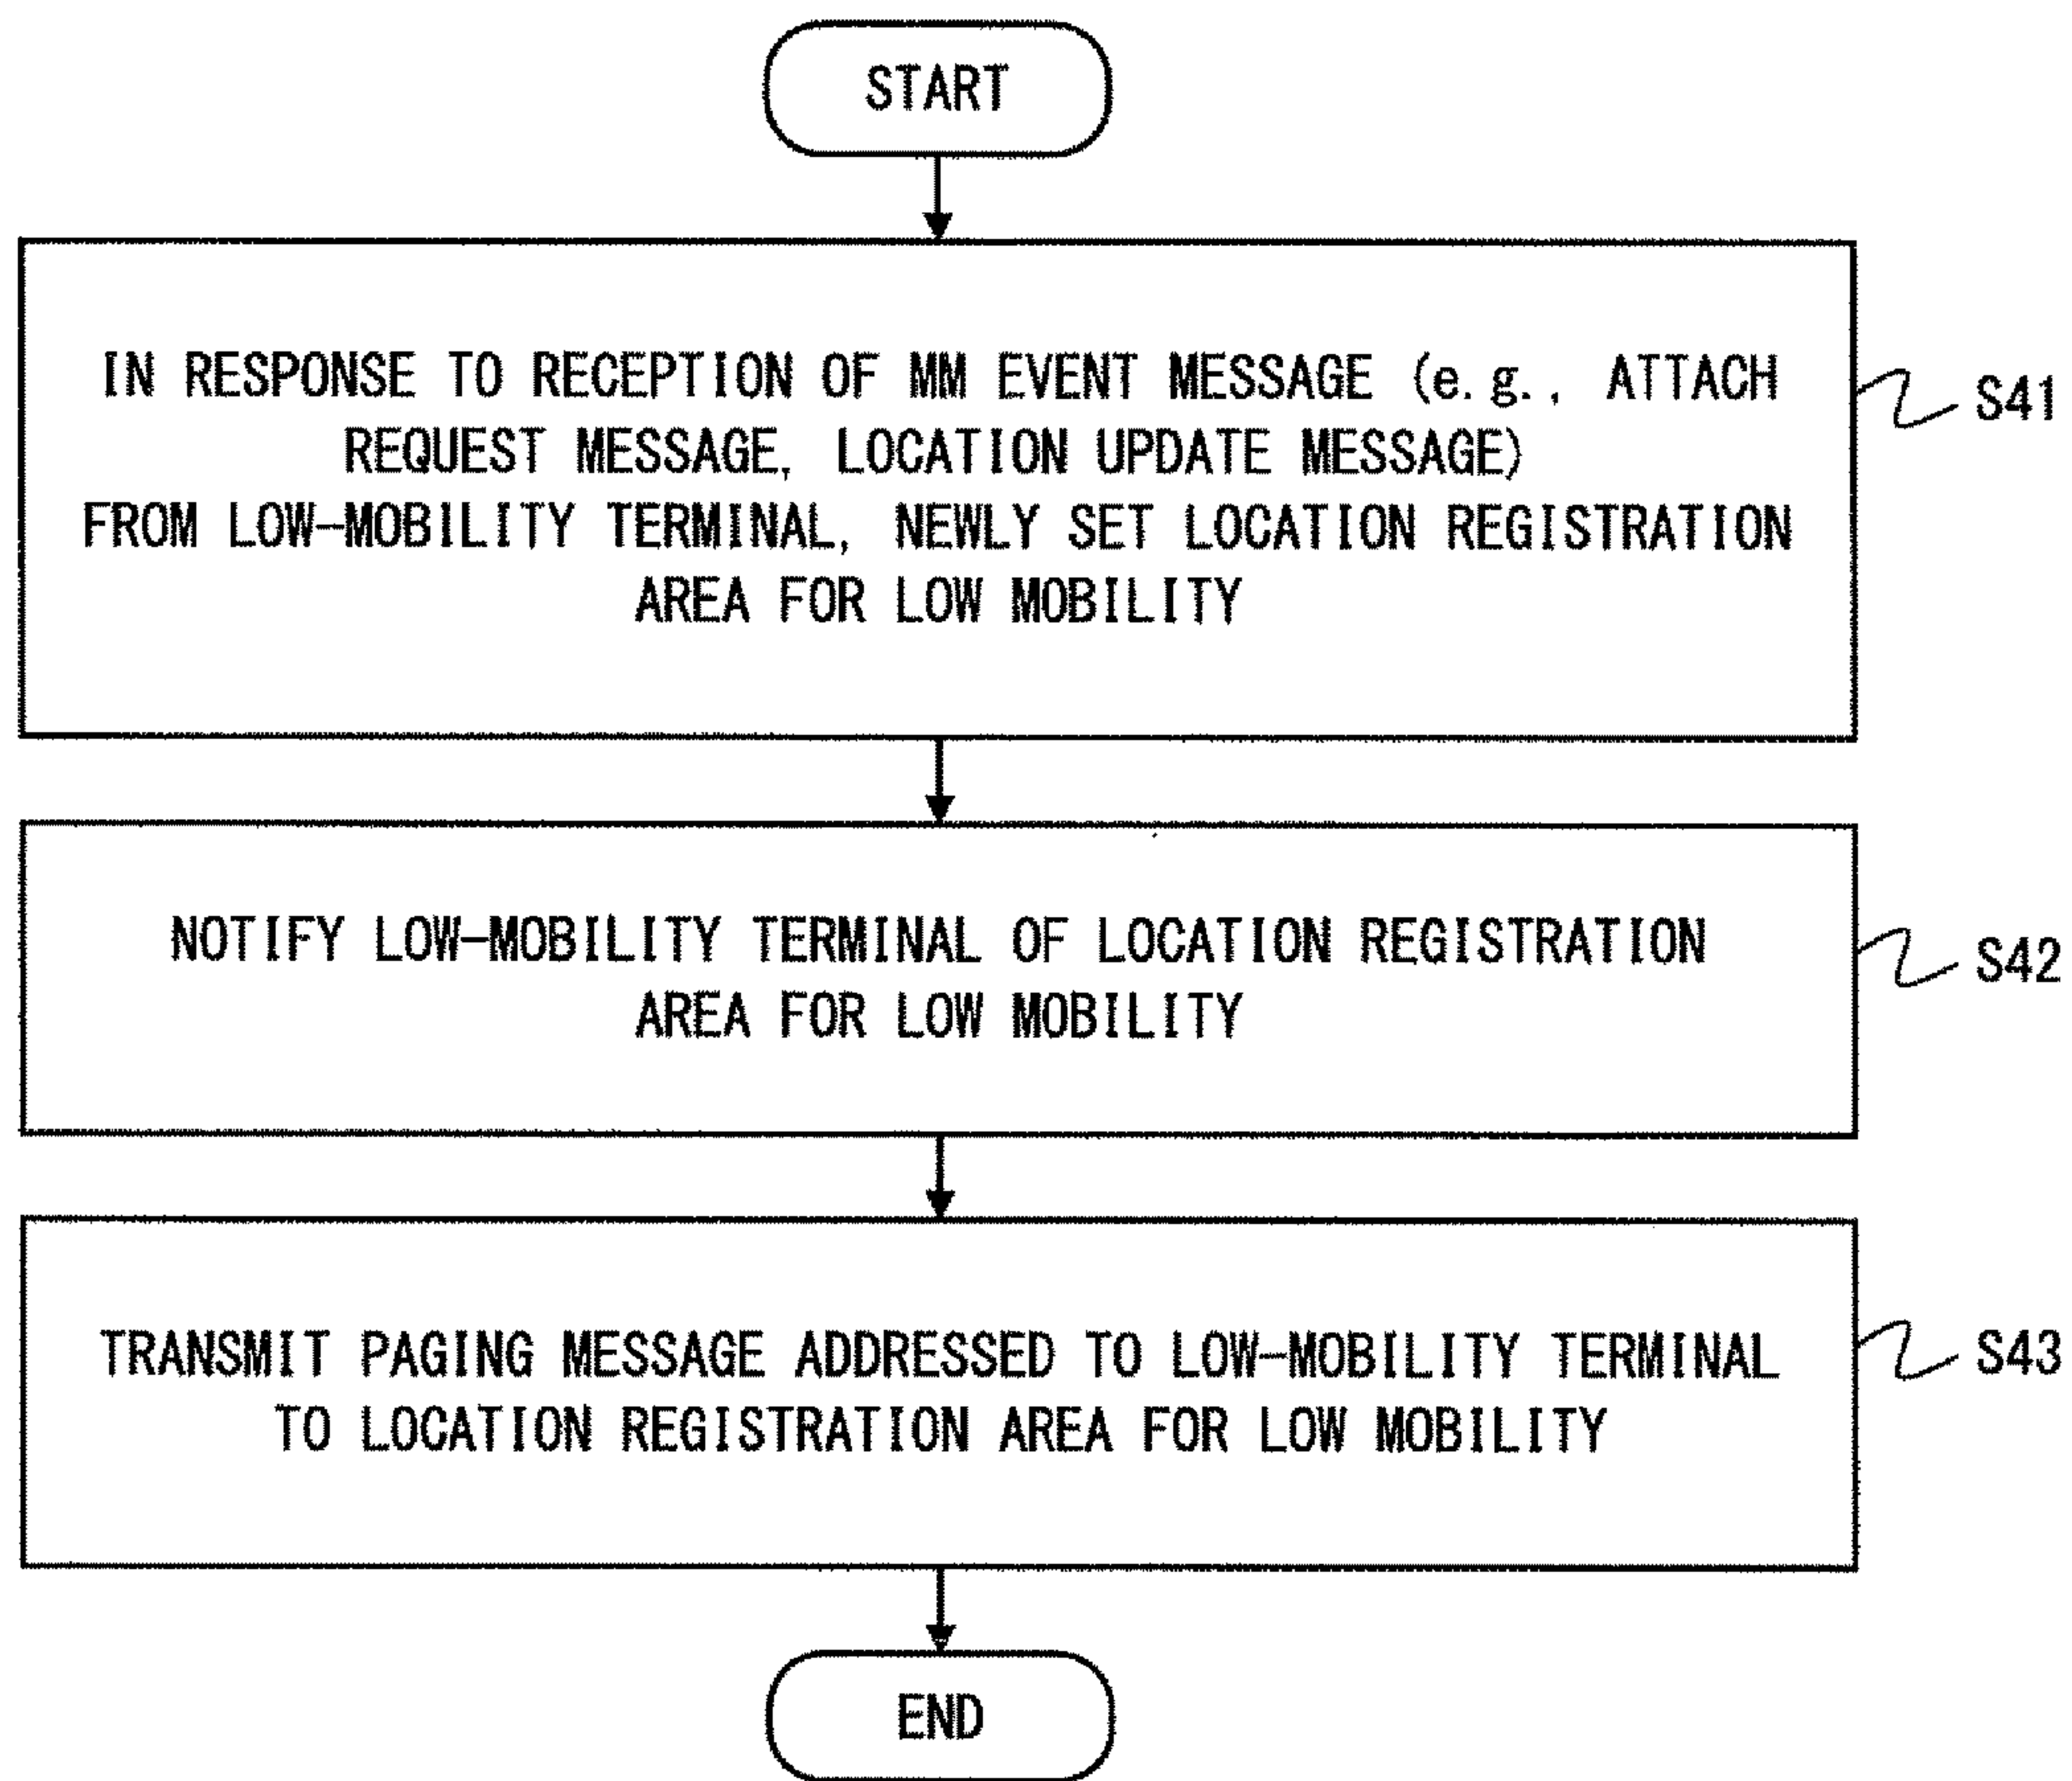 START
IN RESPONSE TO RECEPTION OF MM EVENT MESSAGE (e.g., ATTACH
REQUEST MESSAGE, LOCATION UPDATE MESSAGE)
FROM LOW-MOBILITY TERMINAL, NEWLY SET LOCATION REGISTRATION
AREA FOR LOW MOBILITY
S41
NOTIFY LOW-MOBILITY TERMINAL OF LOCATION REGISTRATION
AREA FOR LOW MOBILITY
S42
TRANSMIT PAGING MESSAGE ADDRESSED TO LOW-MOBILITY TERMINAL
TO LOCATION REGISTRATION AREA FOR LOW MOBILITY
S43
END